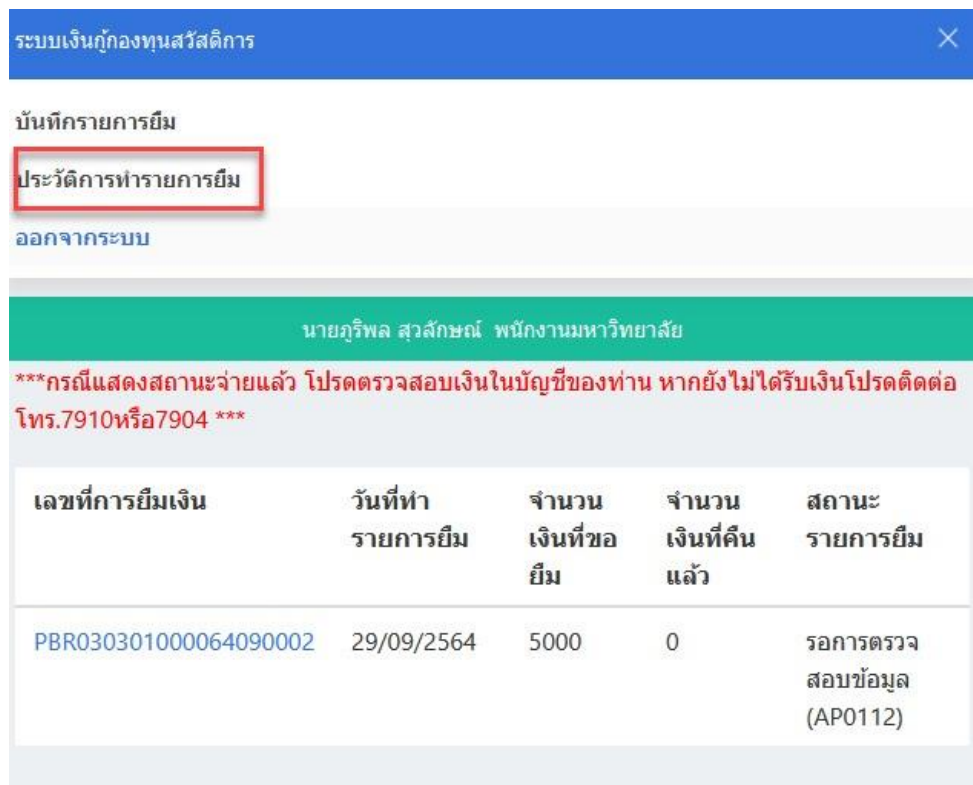 ระบบเงินกู้กองทุนสวัสดิการ
บันทึกรายการยืม
ประวัติการทำรายการยืม
ออกจากระบบ
นายภูริพล สุวลักษณ์ พนักงานมหาวิทยาลัย
***กรณีแสดงสถานะจ่ายแล้ว โปรดตรวจสอบเงินในบัญชีของท่าน หากยังไม่ได้รับเงินโปรดติดต่อ
โทร.7910หรือ7904 ***
เลขที่การยืมเงิน วันที่ทำ จำนวน จำนวน สถานะ
รายการยืม เงินที่ขอ เงินที่คืน รายการยืม
ยืม แล้ว
PBR030301000064090002 29/09/2564 5000 0 รอการตรวจ
สอบข้อมูล
(AP0112)